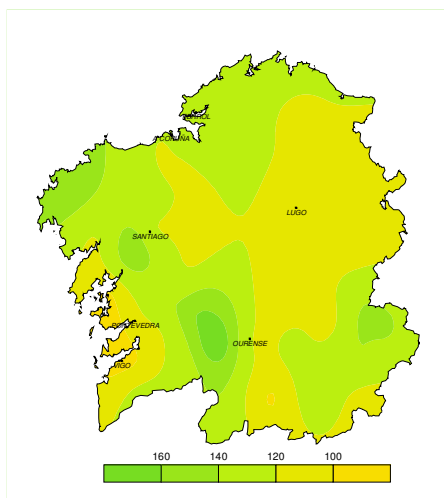 FERROL
A CORUÑA
LUGO
SANTIAGO
PONTEVEDRA
OURENSE
VIGO
160 140 120 100